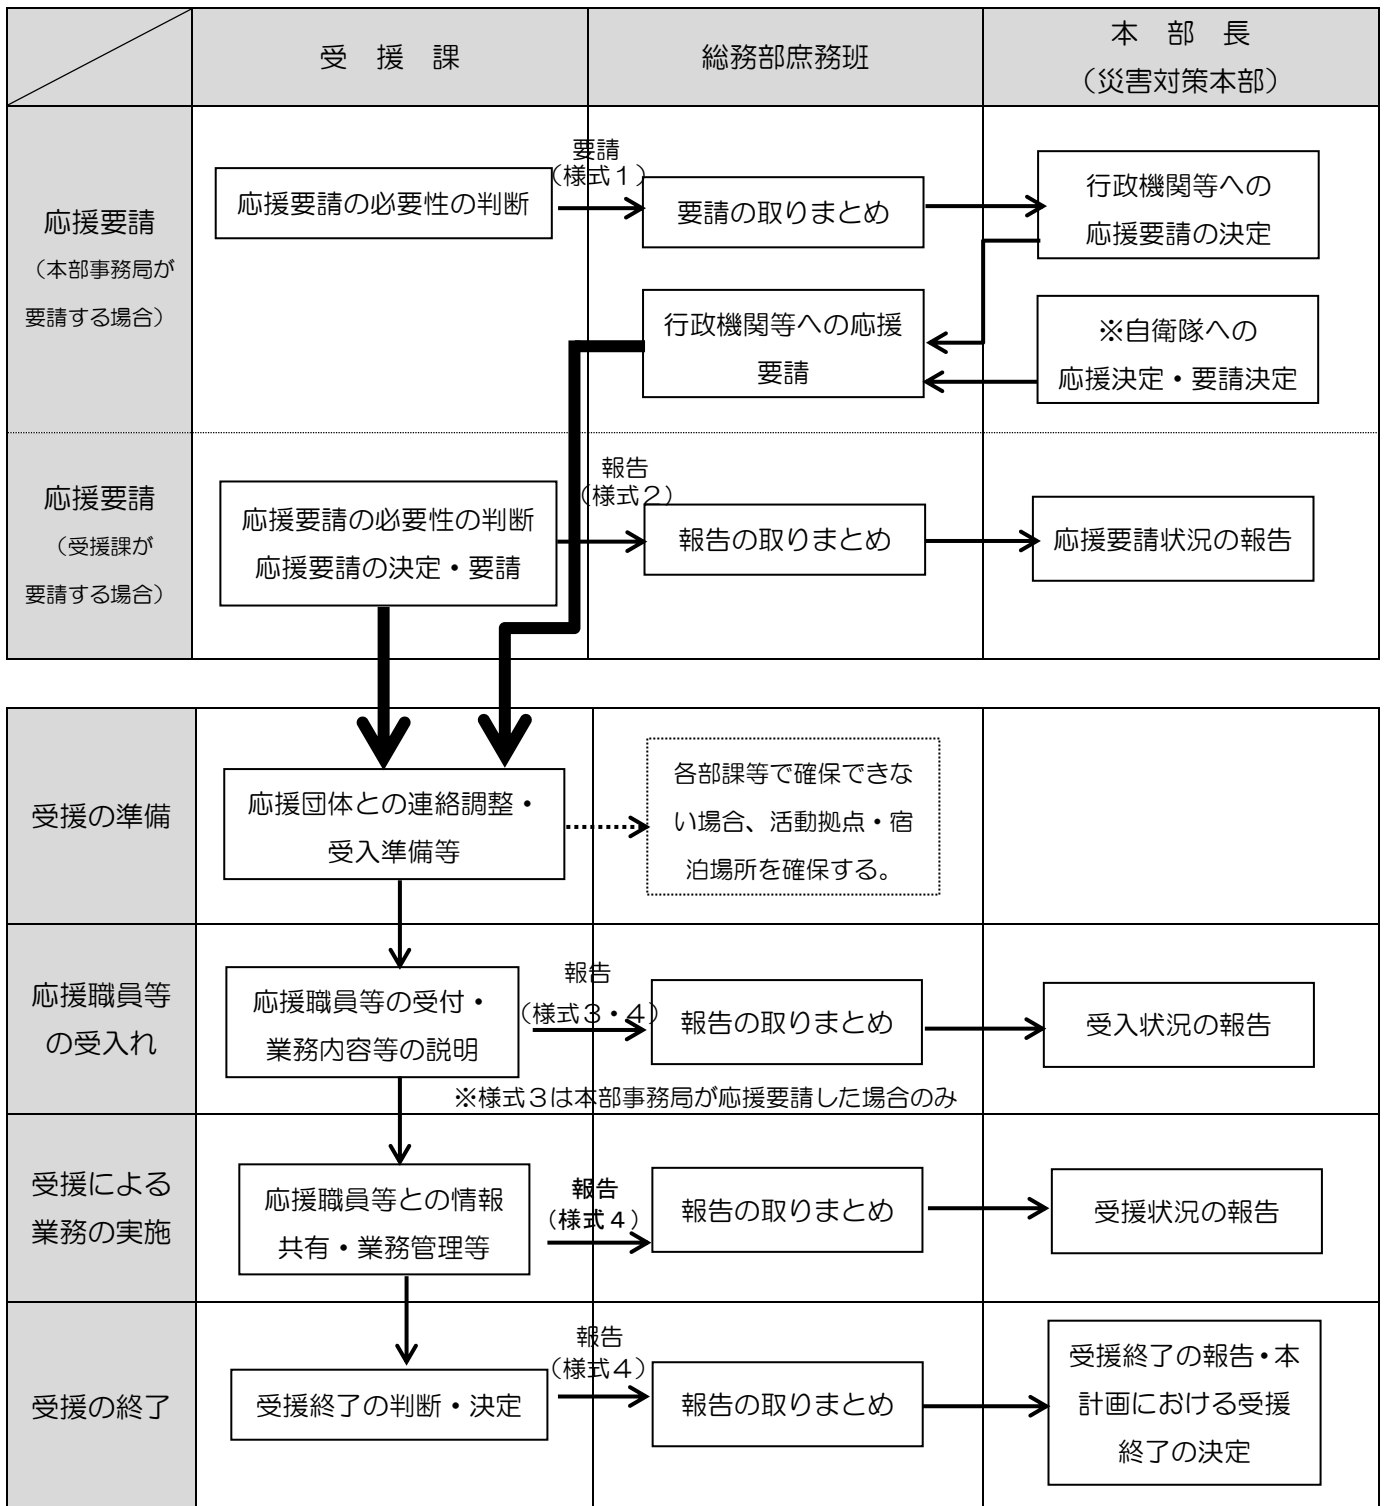 受　援　課
総務部庶務班
本　部　長
（災害対策本部）
応援要請
（本部事務局が
要請する場合）
応援要請の必要性の判断
要請
（様式１）
要請の取りまとめ
行政機関等への
応援要請の決定
行政機関等への応援
要請
※自衛隊への
応援決定・要請決定
応援要請
（受援課が
要請する場合）
応援要請の必要性の判断
応援要請の決定・要請
報告
（様式２）
報告の取りまとめ
応援要請状況の報告
受援の準備
応援団体との連絡調整・
受入準備等
各部課等で確保できな
い場合、活動拠点・宿
泊場所を確保する。
応援職員等
の受入れ
応援職員等の受付・
業務内容等の説明
報告
（様式３・４）
報告の取りまとめ
受入状況の報告
※様式３は本部事務局が応援要請した場合のみ
受援による
業務の実施
応援職員等との情報
共有・業務管理等
報告
（様式４）
報告の取りまとめ
受援状況の報告
受援の終了
受援終了の判断・決定
報告
（様式４）
報告の取りまとめ
受援終了の報告・本
計画における受援
終了の決定